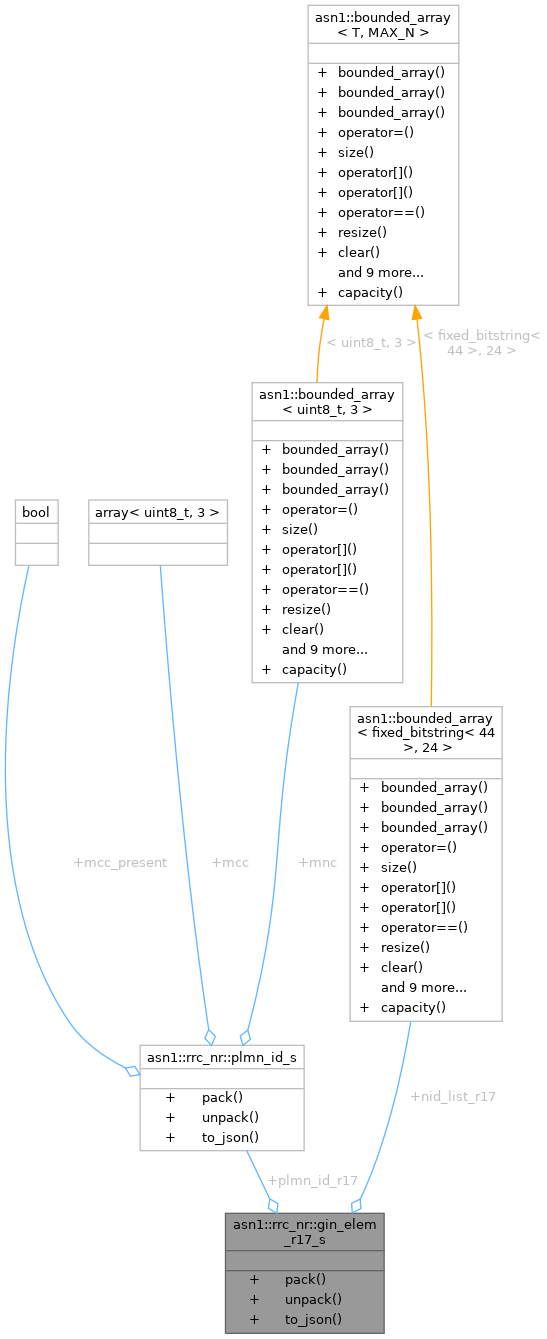 asn1::bounded_array
< T, MAX_N >
+ bounded_array()
+ bounded_array()
+ bounded_array()
+ operator=()
+ size()
+ operator[]()
+ operator[]()
+ operator==()
+ resize()
+ clear()
and 9 more...
+ capacity()
< uint8_t, 3 >
< fixed_bitstring<
44 >, 24 >
asn1::bounded_array
< uint8_t, 3 >
+ bounded_array()
+ bounded_array()
+ bounded_array()
+ operator=()
+ size()
+ operator[]()
+ operator[]()
+ operator==()
+ resize()
+ clear()
and 9 more...
+ capacity()
bool
array< uint8_t, 3 >
asn1::bounded_array
< fixed_bitstring< 44
>, 24 >
+ bounded_array()
+ bounded_array()
+ bounded_array()
+ operator=()
+ size()
+ operator[]()
+ operator[]()
+ operator==()
+ resize()
+ clear()
and 9 more...
+ capacity()
+mcc_present
+mcc
+mnc
asn1::rrc_nr::plmn_id_s
+ pack()
+ unpack()
+ to_json()
+nid_list_r17
+plmn_id_r17
asn1::rrc_nr::gin_elem
_r17_s
+ pack()
+ unpack()
+ to_json()